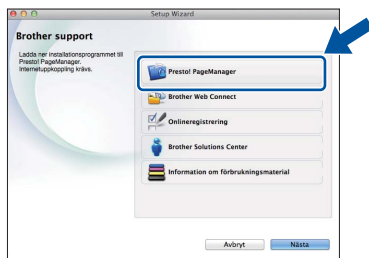 Setup Wizard
Brother support
Ladda ner installationsprogrammet till
Presto! PageManager.
Internetuppkoppling krävs.
Presto! PageManager
Brother Web Connect
Onlineregistrering
Brother Solutions Center
Information om förbrukningsmaterial
Avbryt
Nästa